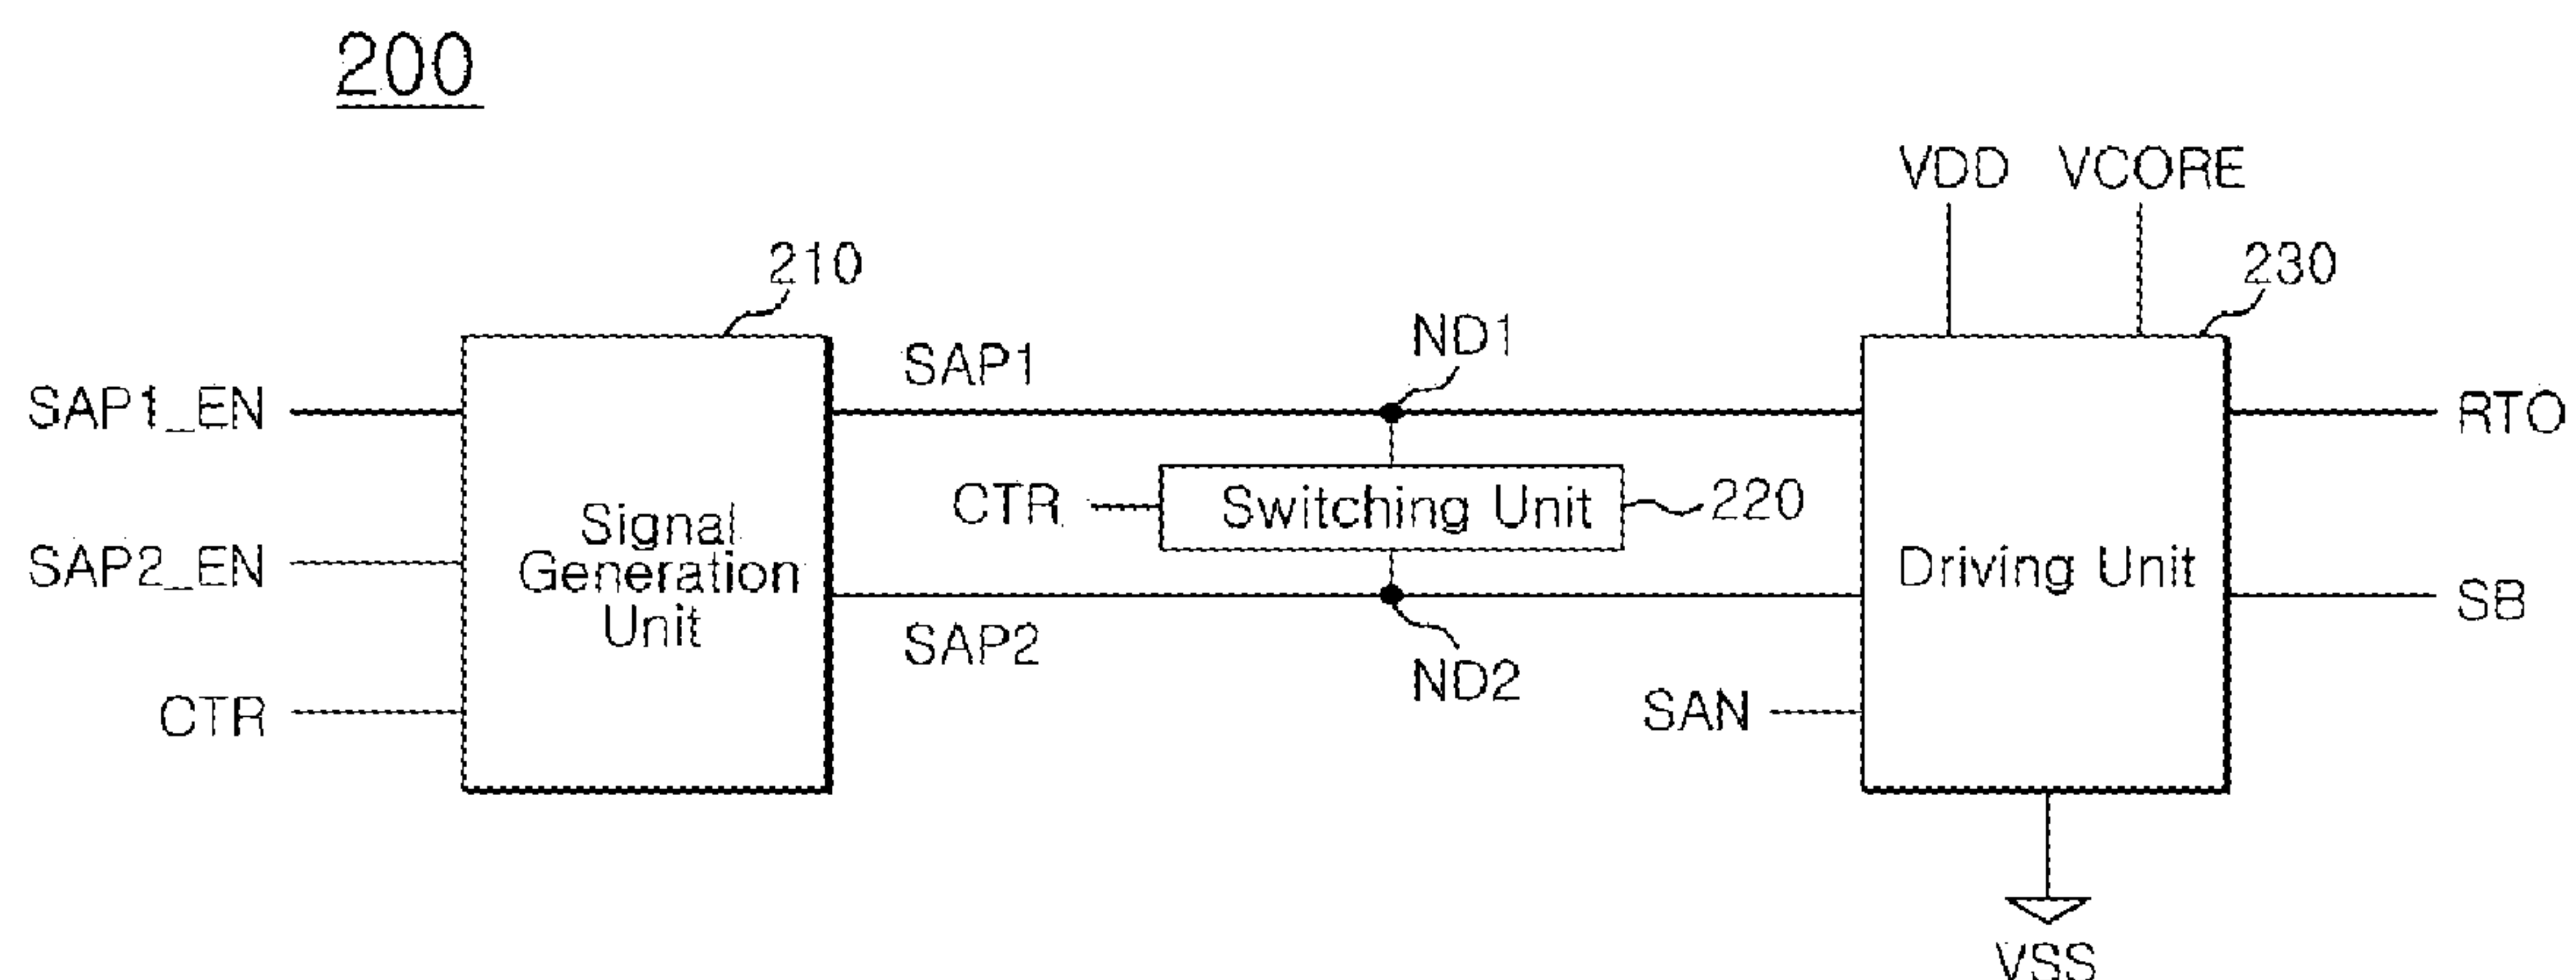 200
VDD
VCORE
210
230
SAP1
ND1
SAP1_EN
RTO
CTR
Switching Unit
220
SAP2_EN
Signal
Generation
Unit
Driving Unit
SB
SAP2
ND2
CTR
SAN
VSS